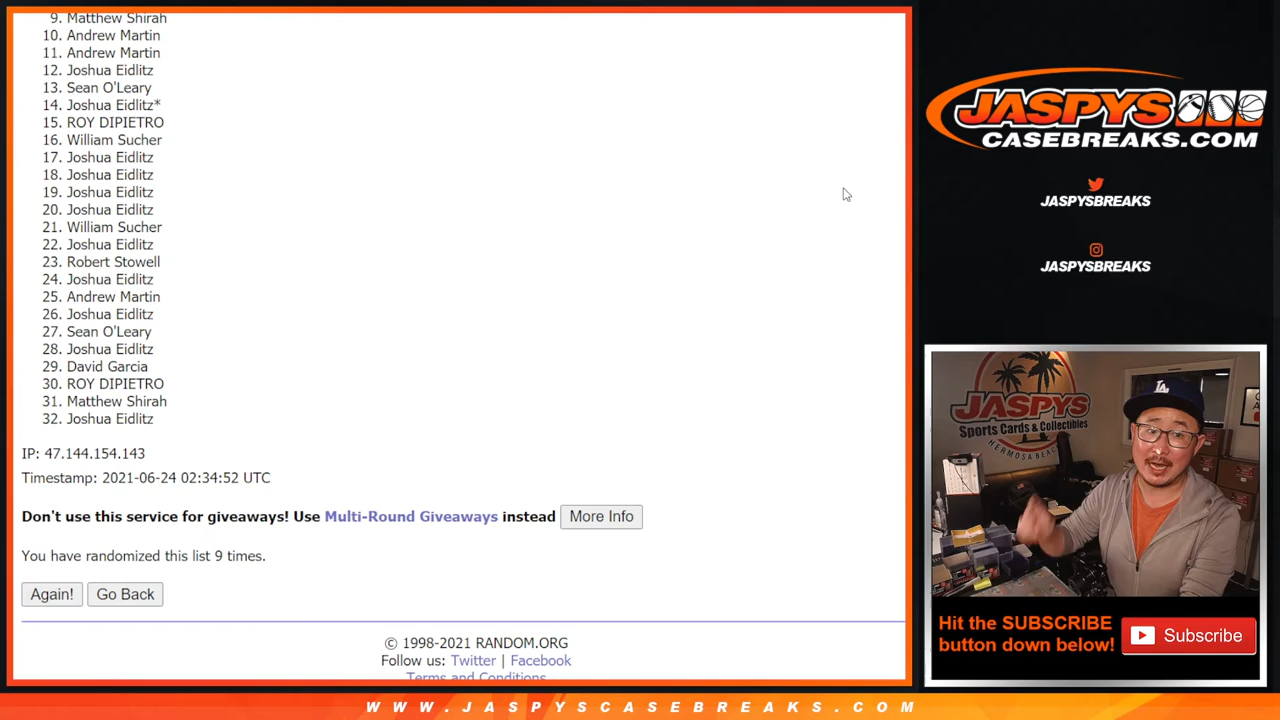 9. Matthew Shirah
10. Andrew Martin
11. Andrew Martin
12. Joshua Eidlitz
13. Sean O'Leary
14. Joshua Eidlitz*
15. ROY DIPIETRO
16. William Sucher
17. Joshua Eidlitz
18. Joshua Eidlitz
19. Joshua Eidlitz
20. Joshua Eidlitz
21. William Sucher
22. Joshua Eidlitz
23. Robert Stowell
24. Joshua Eidlitz
25. Andrew Martin
26. Joshua Eidlitz
27. Sean O'Leary
28. Joshua Eidlitz
29. David Garcia
30. ROY DIPIETRO
31. Matthew Shirah
32. Joshua Eidlitz
IP: 47.144.154.143
Timestamp: 2021-06-24 02:34:52 UTC
Don't use this service for giveaways! Use Multi-Round Giveaways instead More Info
You have randomized this list 9 times.
Again! Go Back
© 1998-2021 RANDOM.ORG
Follow us: Twitter | Facebook
Terms and Conditions
JASPYS
CASEBREAKS.COM
JASPYSBREAKS
JASPYSBREAKS
JASPYS
Sports Cards & Collectibles
HERMOSA BEACH
LA
Hit the SUBSCRIBE
button down below!
Subscribe
WWW.JASPYSCASEBREAKS.COM